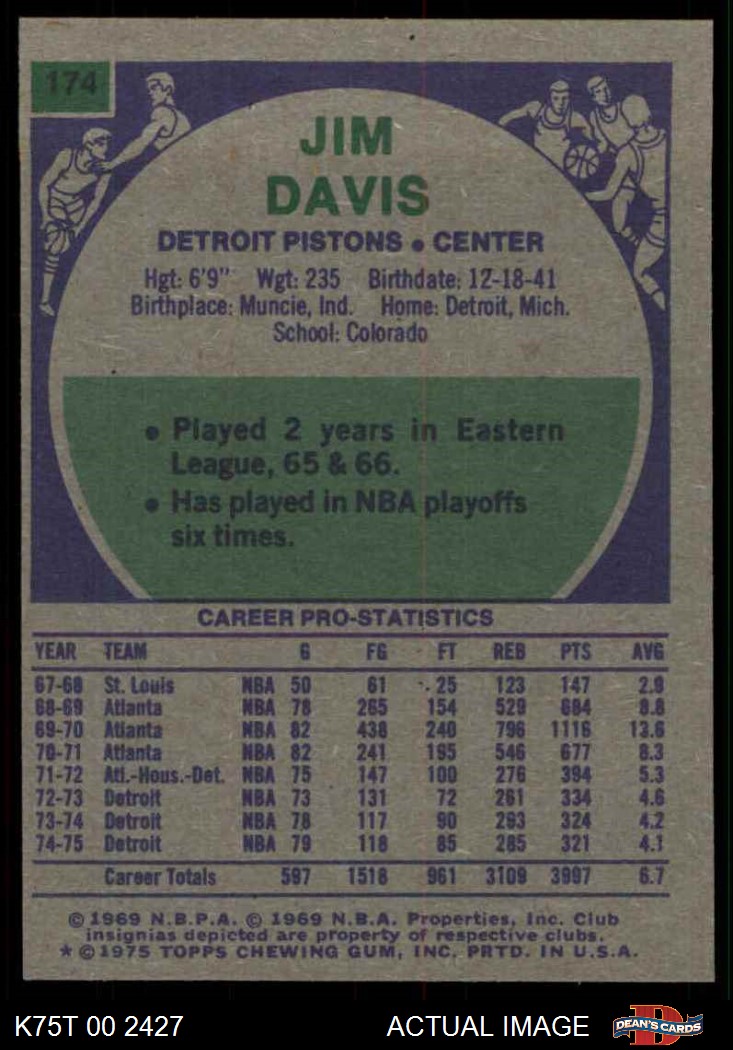 174
JIM
DAVIS
DETROIT PISTONS • CENTER
Hgt: 6'9" Wgt: 235 Birthdate: 12-18-41
Birthplace: Muncie, Ind. Home: Detroit, Mich.
School: Colorado
• Played 2 years in Eastern
League, 65 & 66.
• Has played in NBA playoffs
six times.
CAREER PRO-STATISTICS
YEAR TEAM G FG FT REB PTS AVG
67-68 St. Louis NBA 50 61 25 123 147 2.9
68-69 Atlanta NBA 78 265 154 529 684 8.8
69-70 Atlanta NBA 82 438 240 796 1116 13.6
70-71 Atlanta NBA 82 241 195 546 677 8.3
71-72 Atl.-Hous.-Det. NBA 75 147 100 276 394 5.3
72-73 Detroit NBA 73 131 72 261 334 4.6
73-74 Detroit NBA 78 117 90 293 324 4.2
74-75 Detroit NBA 79 118 85 285 321 4.1
Career Totals 597 1518 961 3109 3997 6.7
© 1969 N.B.P.A. © 1969 N.B.A. Properties, Inc. Club
insignias depicted are property of respective clubs.
★ © 1975 TOPPS CHEWING GUM, INC. PRTD. IN U.S.A.
K75T 00 2427 ACTUAL IMAGE
D
DEAN'S CARDS